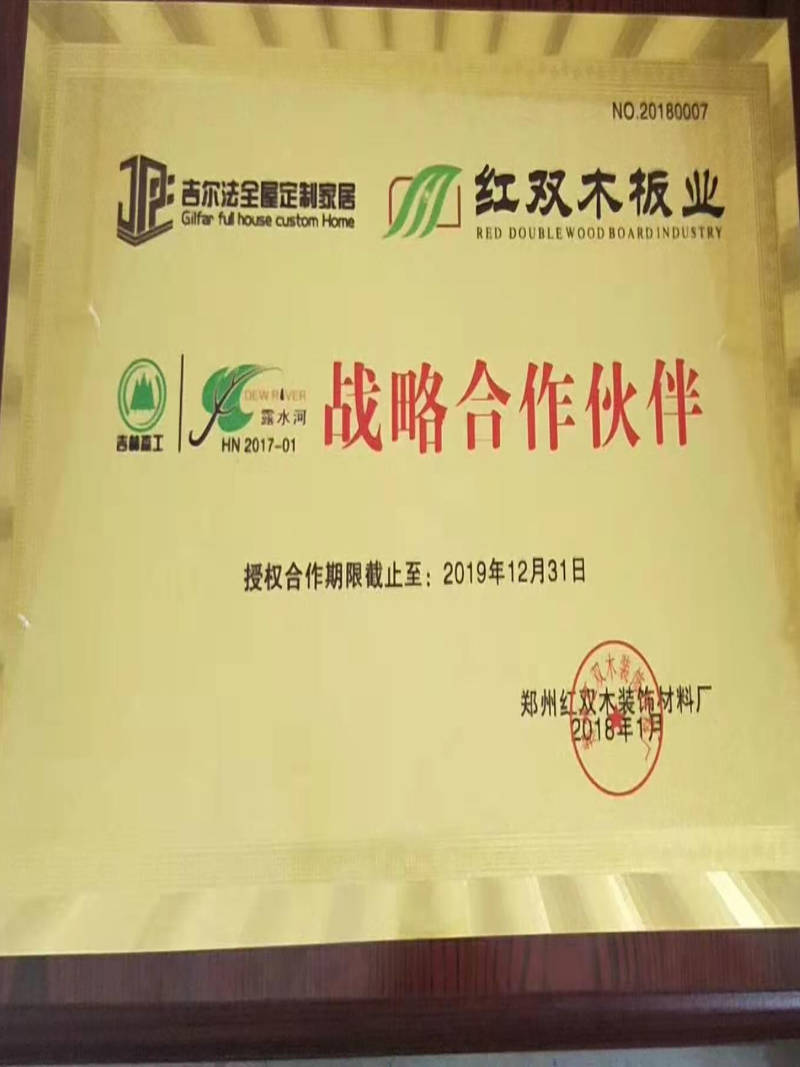 NO.20180007
吉尔法全屋定制家居
Gilfar full house custom Home
红双木板业
RED DOUBLE WOOD BOARD INDUSTRY
吉林森工
DEW RIVER
露水河
HN 2017-01
战略合作伙伴
授权合作期限截止至：2019年12月31日
郑州红双木装饰材料厂
2018年1月